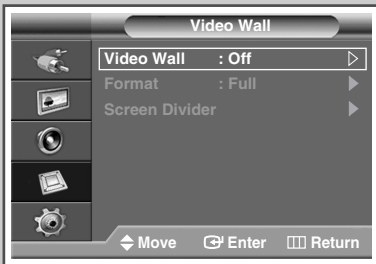 Video Wall
Video Wall : Off
Format : Full
Screen Divider
Move Enter Return